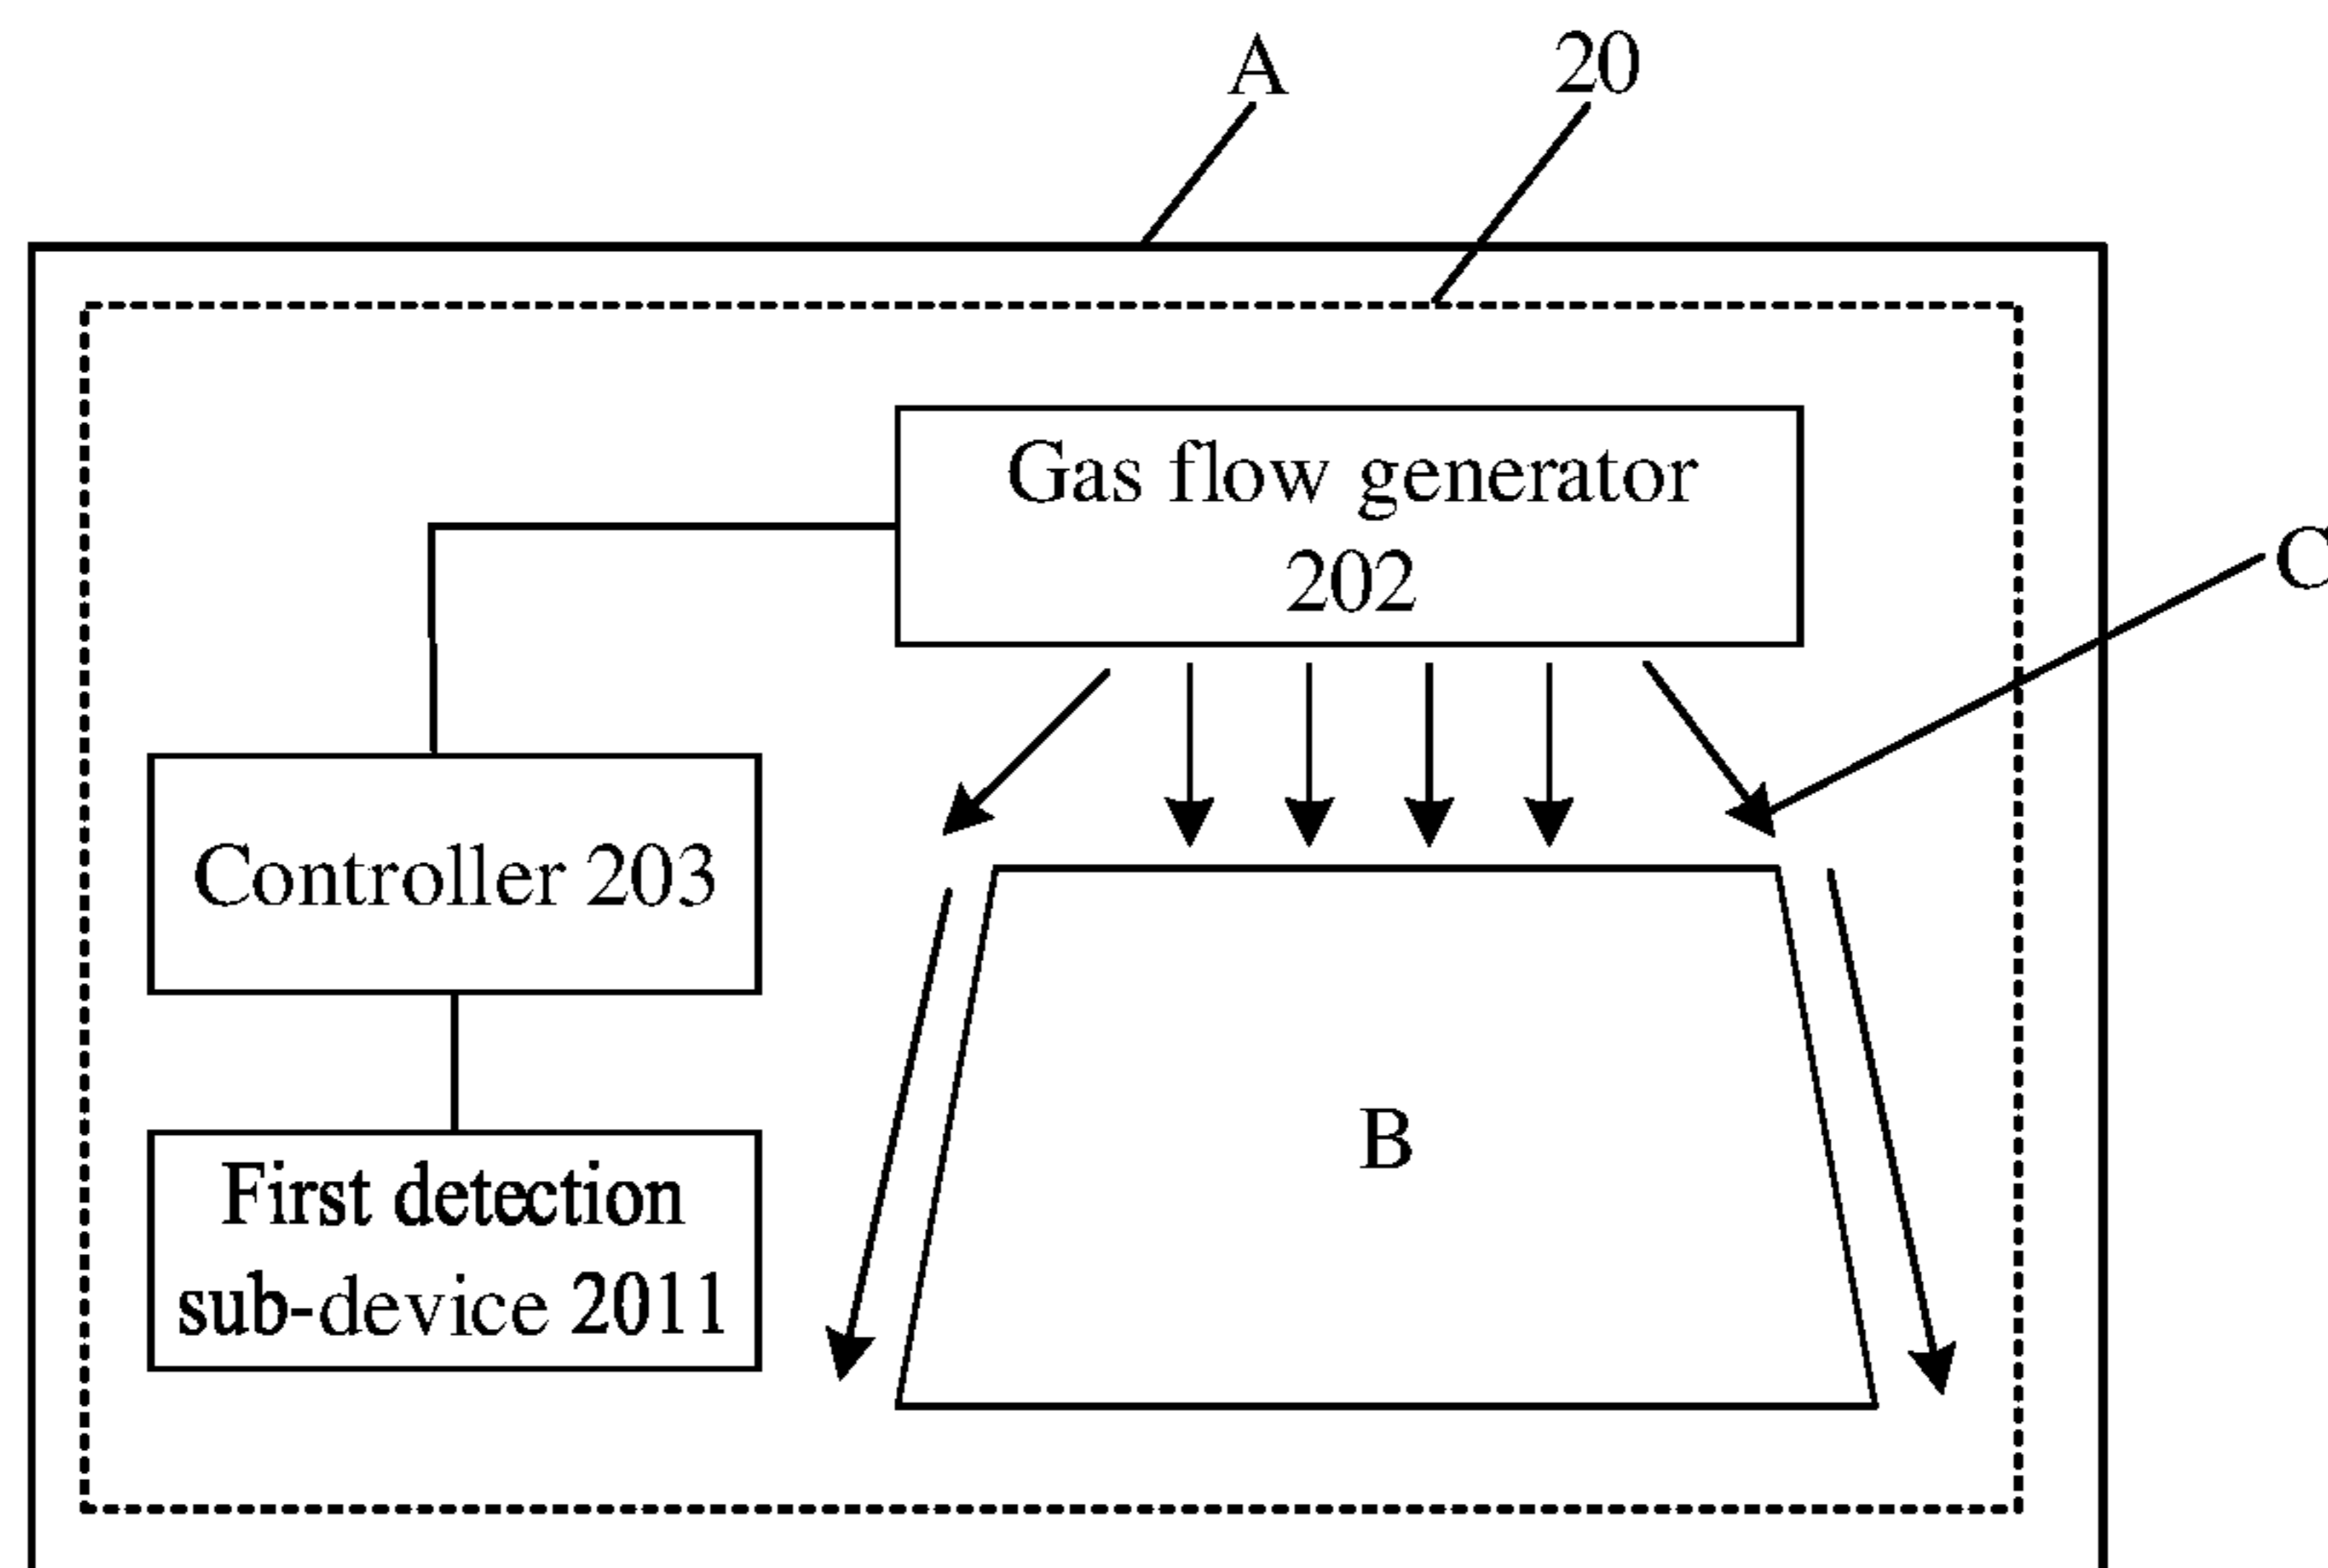 A
20
Gas flow generator
202
C
Controller 203
First detection
sub-device 2011
B